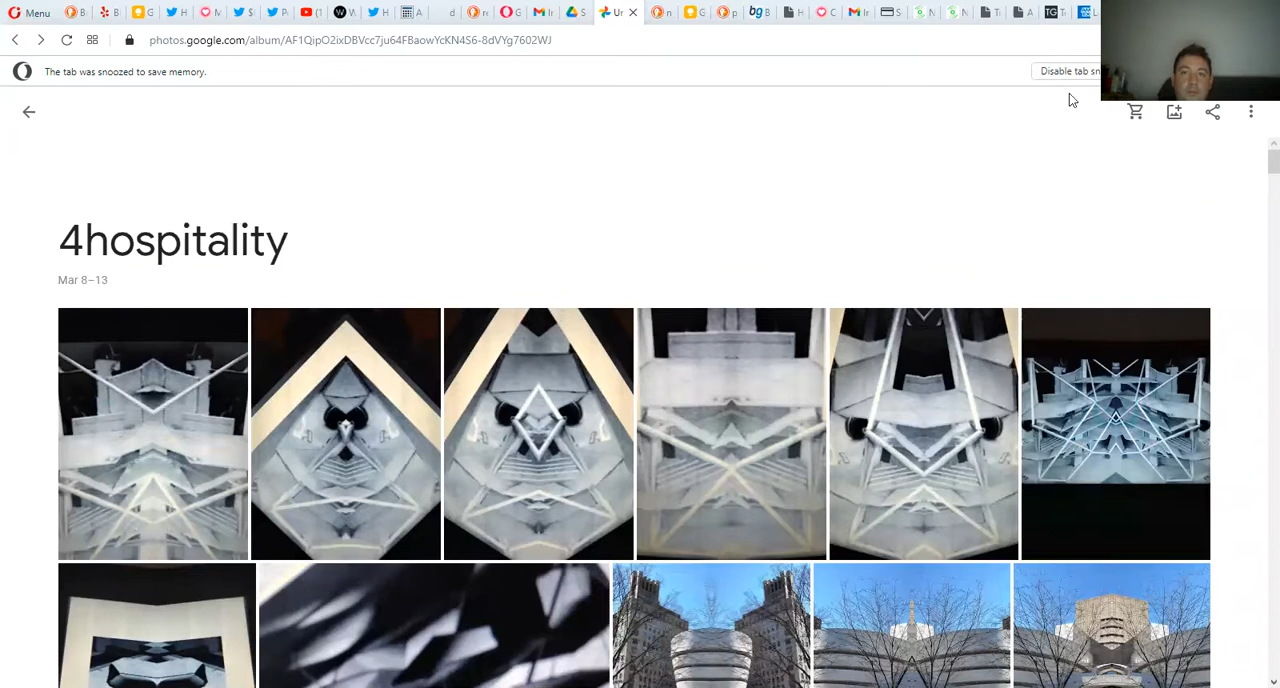 Menu
photos.google.com/album/AF1QipO2ixDBVcc7ju64FBaowYcKN4S6-8dVYg7602WJ
The tab was snoozed to save memory.
Disable tab sn
4hospitality
Mar 8–13